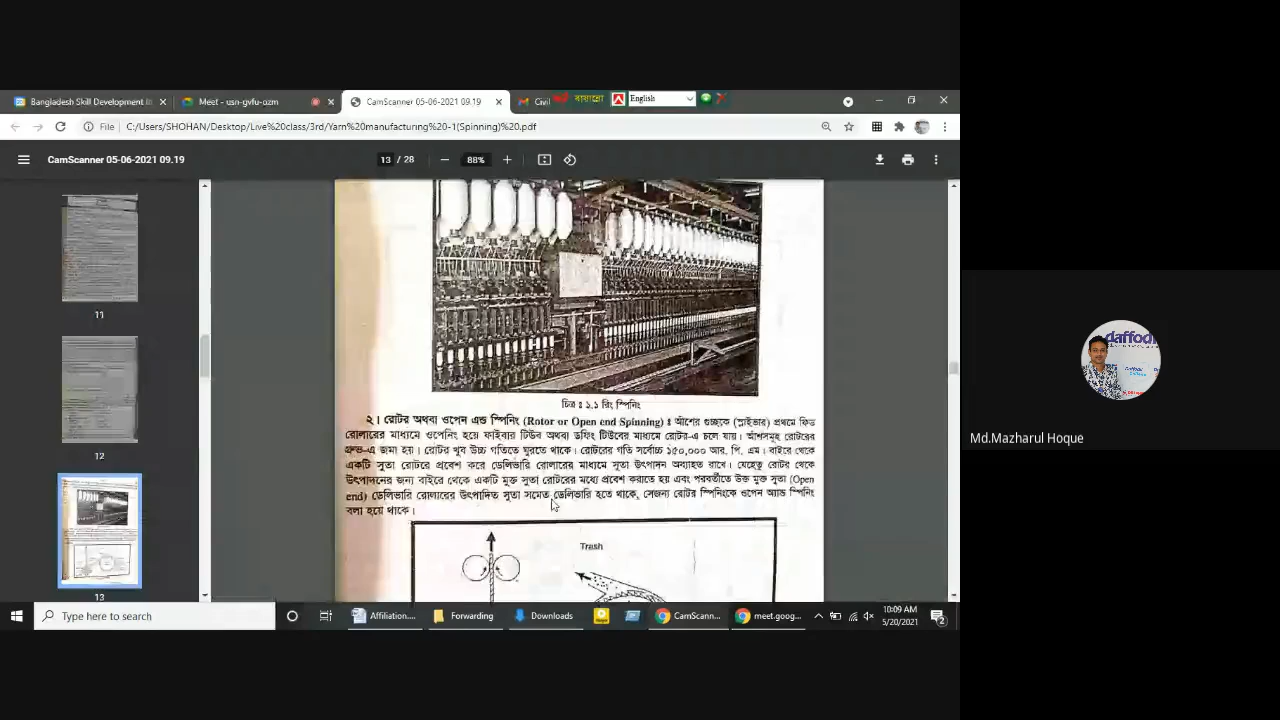 Bangladesh Skill Development
Meet - usn-gvfu-ozm
CamScanner 05-06-2021 09.19
Civil
English
File
C:/Users/SHOHAN/Desktop/Live%20class/3rd/Yarn%20manufacturing%20-1(Spinning)%20.pdf
CamScanner 05-06-2021 09.19
13 / 28
88%
11
12
13
চিত্র ঃ ১.১ রিং স্পিনিং
২। রোটর অথবা ওপেন এন্ড স্পিনিং (Rotor or Open end Spinning) ঃ আঁশের গুচ্ছকে (স্লাইভার) প্রথমে ফিড
রোলারের মাধ্যমে ওপেনিং হয়ে ফাইবার টিউব অথবা ডফিং টিউবের মাধ্যমে রোটর-এ চলে যায়। আঁশসমূহ রোটরের
গ্রুভ-এ জমা হয়। রোটর খুব উচ্চ গতিতে ঘুরতে থাকে। রোটরের গতি সর্বোচ্চ ১৫০,০০০ আর. পি. এম। বাইরে থেকে
একটি সুতা রোটরে প্রবেশ করে ডেলিভারি রোলারের মাধ্যমে সুতা উৎপাদন অব্যাহত রাখে। যেহেতু রোটর থেকে
উৎপাদনের জন্য বাইরে থেকে একটি মুক্ত সুতা রোটরের মধ্যে প্রবেশ করাতে হয় এবং পরবর্তীতে উক্ত মুক্ত সুতা (Open
end) ডেলিভারি রোলারের উৎপাদিত সুতা সমেত ডেলিভারি হতে থাকে, সেজন্য রোটর স্পিনিংকে ওপেন অ্যান্ড স্পিনিং
বলা হয়ে থাকে।
Trash
daffodi
Md.Mazharul Hoque
Type here to search
Affiliation....
Forwarding
Downloads
CamScann...
meet.goog...
10:09 AM
5/20/2021
2